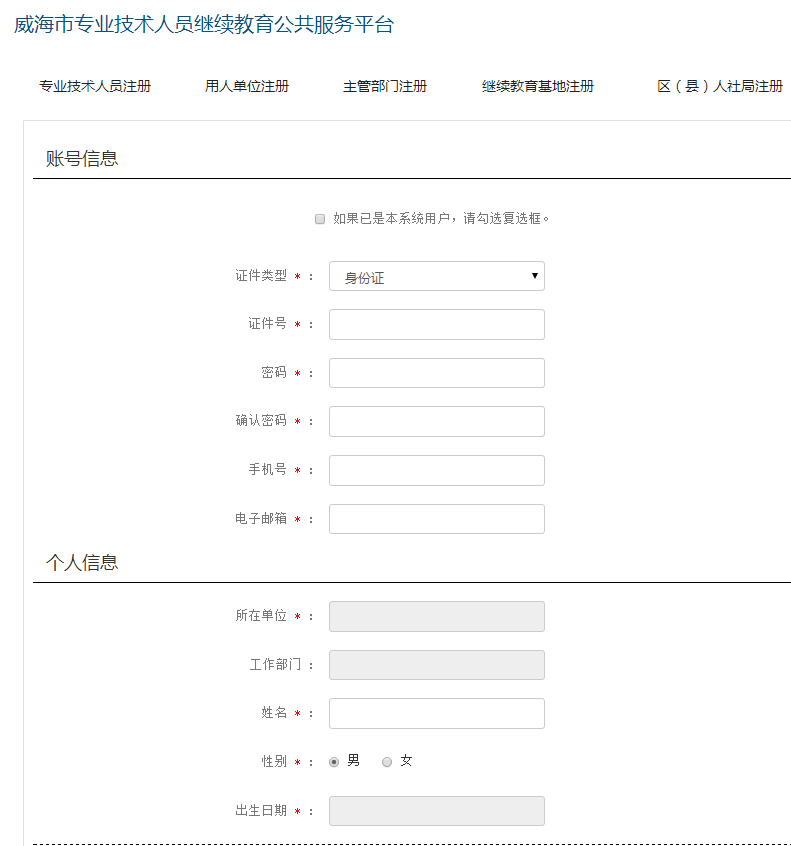 威海市专业技术人员继续教育公共服务平台
专业技术人员注册 用人单位注册 主管部门注册 继续教育基地注册 区（县）人社局注册
账号信息
如果已是本系统用户，请勾选复选框。
证件类型 * ： 身份证
证件号 * ：
密码 * ：
确认密码 * ：
手机号 * ：
电子邮箱 * ：
个人信息
所在单位 * ：
工作部门 ：
姓名 * ：
性别 * ： 男 女
出生日期 * ：